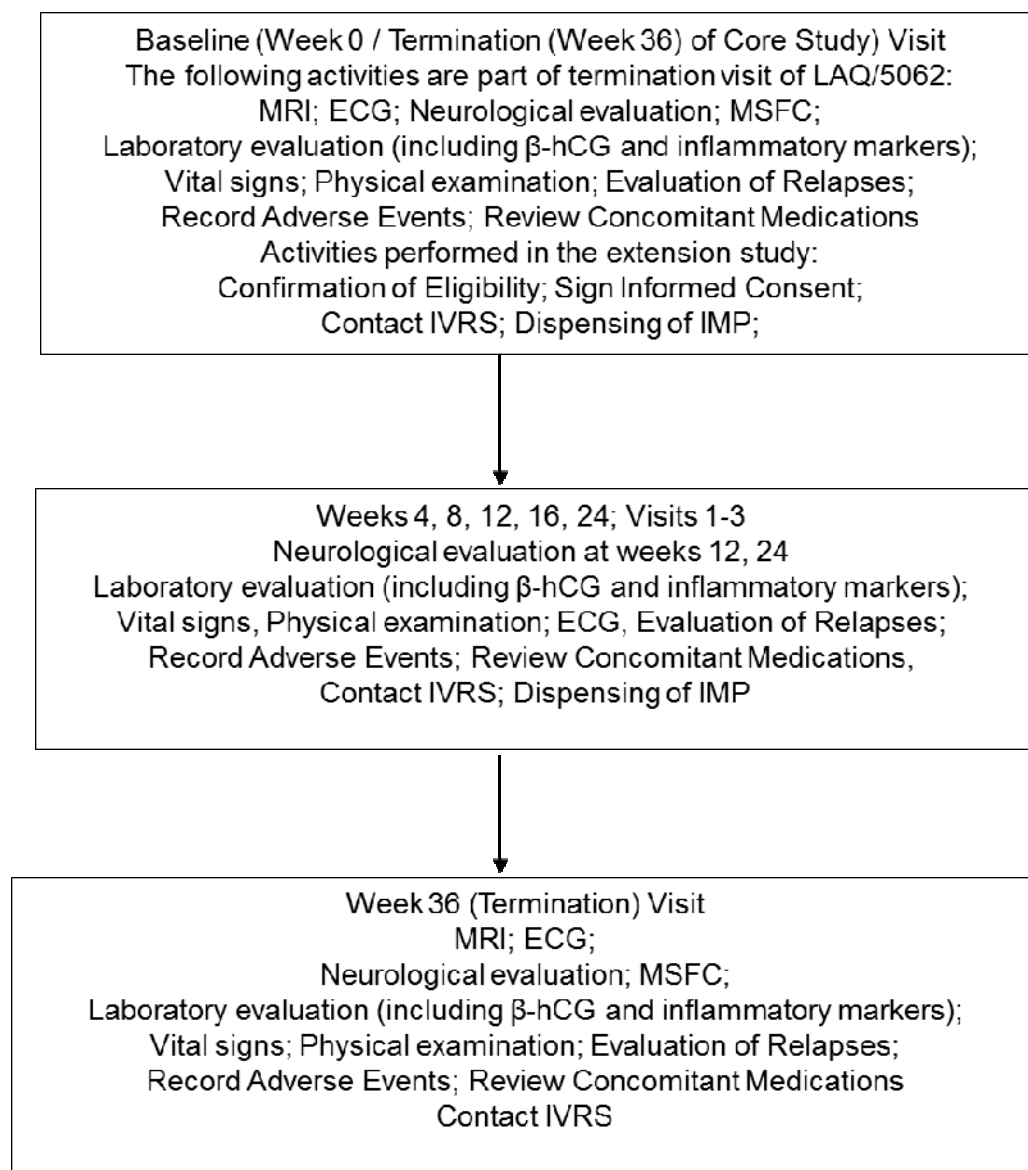 Baseline (Week 0 / Termination (Week 36) of Core Study) Visit
The following activities are part of termination visit of LAQ/5062:
MRI; ECG; Neurological evaluation; MSFC;
Laboratory evaluation (including β-hCG and inflammatory markers);
Vital signs; Physical examination; Evaluation of Relapses;
Record Adverse Events; Review Concomitant Medications
Activities performed in the extension study:
Confirmation of Eligibility; Sign Informed Consent;
Contact IVRS; Dispensing of IMP;
Weeks 4, 8, 12, 16, 24; Visits 1-3
Neurological evaluation at weeks 12, 24
Laboratory evaluation (including β-hCG and inflammatory markers);
Vital signs, Physical examination; ECG, Evaluation of Relapses;
Record Adverse Events; Review Concomitant Medications,
Contact IVRS; Dispensing of IMP
Week 36 (Termination) Visit
MRI; ECG;
Neurological evaluation; MSFC;
Laboratory evaluation (including β-hCG and inflammatory markers);
Vital signs; Physical examination; Evaluation of Relapses;
Record Adverse Events; Review Concomitant Medications
Contact IVRS